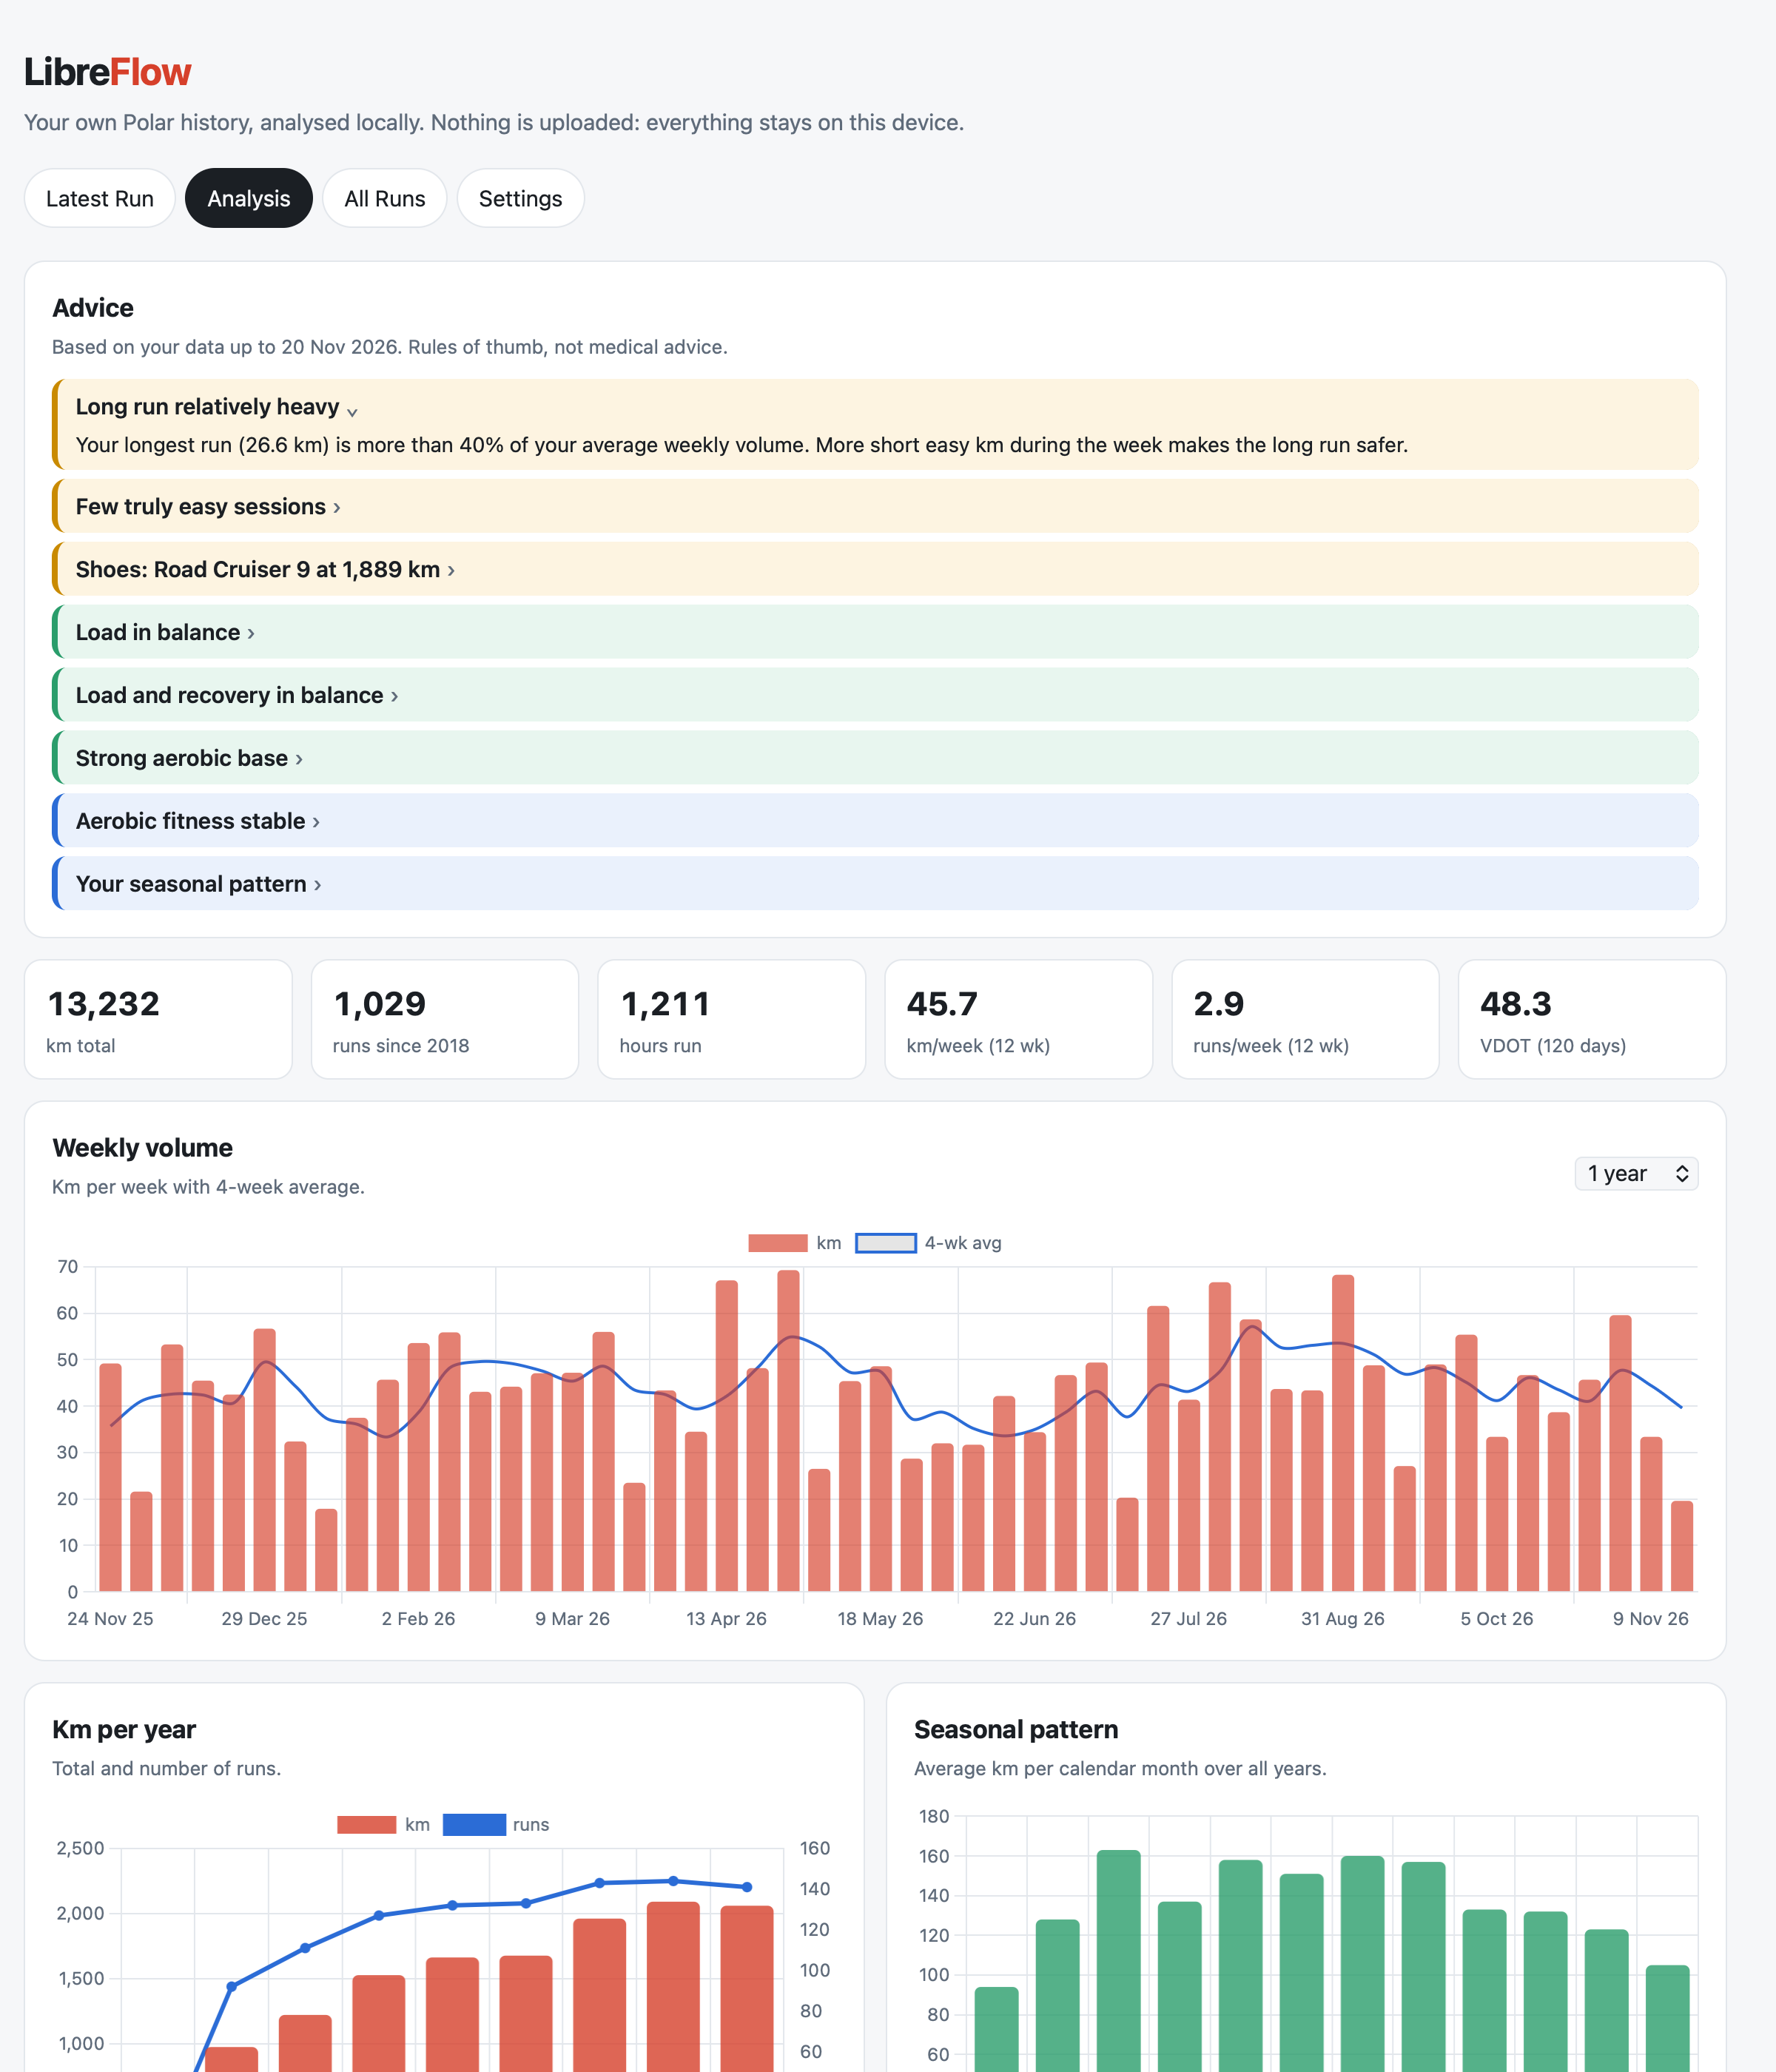 LibreFlow
Your own Polar history, analysed locally. Nothing is uploaded: everything stays on this device.
Latest Run Analysis All Runs Settings
Advice
Based on your data up to 20 Nov 2026. Rules of thumb, not medical advice.
Long run relatively heavy
Your longest run (26.6 km) is more than 40% of your average weekly volume. More short easy km during the week makes the long run safer.
Few truly easy sessions ›
Shoes: Road Cruiser 9 at 1,889 km ›
Load in balance ›
Load and recovery in balance ›
Strong aerobic base ›
Aerobic fitness stable ›
Your seasonal pattern ›
13,232
km total
1,029
runs since 2018
1,211
hours run
45.7
km/week (12 wk)
2.9
runs/week (12 wk)
48.3
VDOT (120 days)
Weekly volume
Km per week with 4-week average.
1 year
km 4-wk avg
70
60
50
40
30
20
10
0
24 Nov 25 29 Dec 25 2 Feb 26 9 Mar 26 13 Apr 26 18 May 26 22 Jun 26 27 Jul 26 31 Aug 26 5 Oct 26 9 Nov 26
Km per year
Total and number of runs.
km runs
2,500
2,000
1,500
1,000
160
140
120
100
80
60
Seasonal pattern
Average km per calendar month over all years.
180
160
140
120
100
80
60